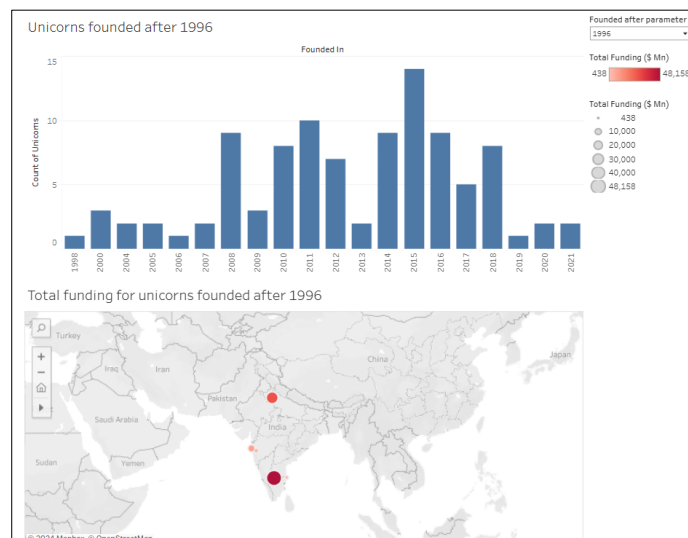 Unicorns founded after 1996
Founded In
Count of Unicorns
15
10
5
0
1998
2000
2004
2005
2006
2007
2008
2009
2010
2011
2012
2013
2014
2015
2016
2017
2018
2019
2020
2021
Founded after parameter
1996
Total Funding ($ Mn)
438
48,158
Total Funding ($ Mn)
438
10,000
20,000
30,000
40,000
48,158
Total funding for unicorns founded after 1996
Turkey
Iraq
Iran
Pakistan
China
Japan
Saudi Arabia
India
Sudan
Yemen
© 2024 Mapbox © OpenStreetMap